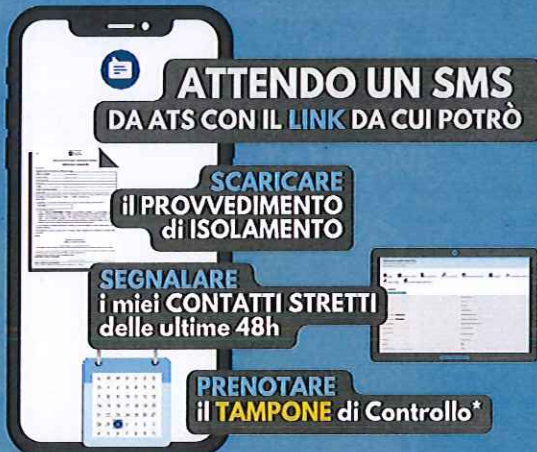 ATTENDO UN SMS
DA ATS CON IL LINK DA CUI POTRÒ
SCARICARE
il PROVVEDIMENTO
di ISOLAMENTO
SEGNALARE
i miei CONTATTI STRETTI
delle ultime 48h
PRENOTARE
il TAMPONE di Controllo*